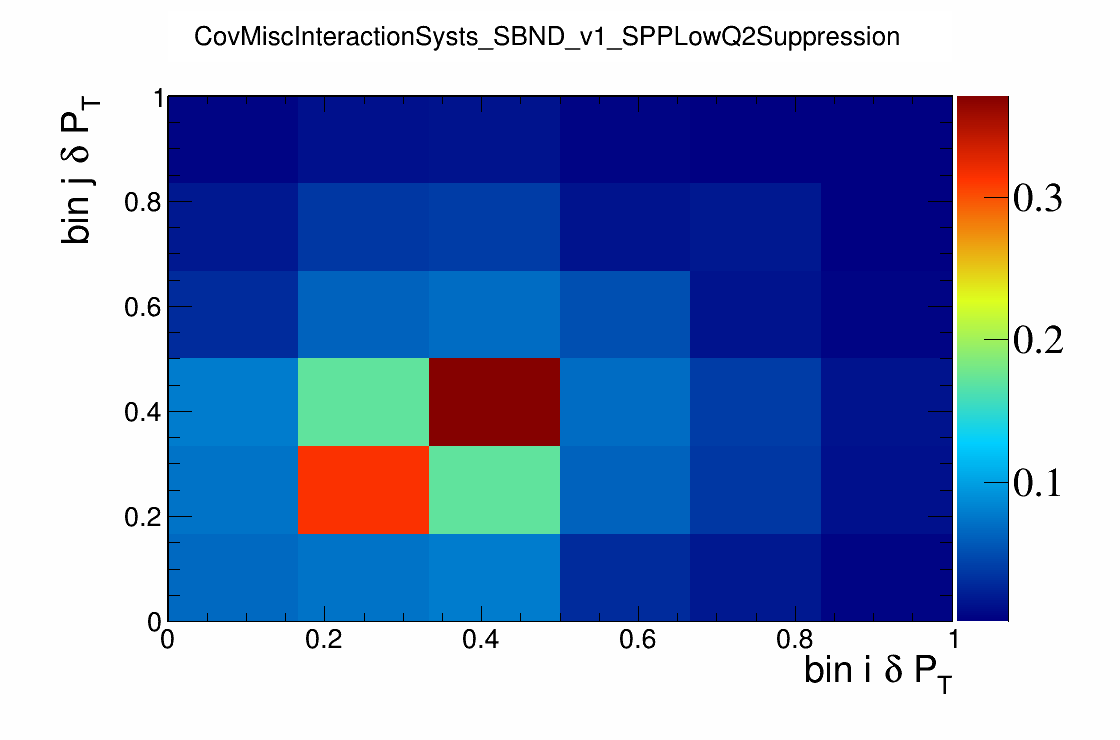 CovMiscInteractionSysts_SBND_v1_SPPLowQ2Suppression
bin j δ P_T
1
0.8
0.6
0.4
0.2
0
0 0.2 0.4 0.6 0.8 1
bin i δ P_T
0.3
0.2
0.1